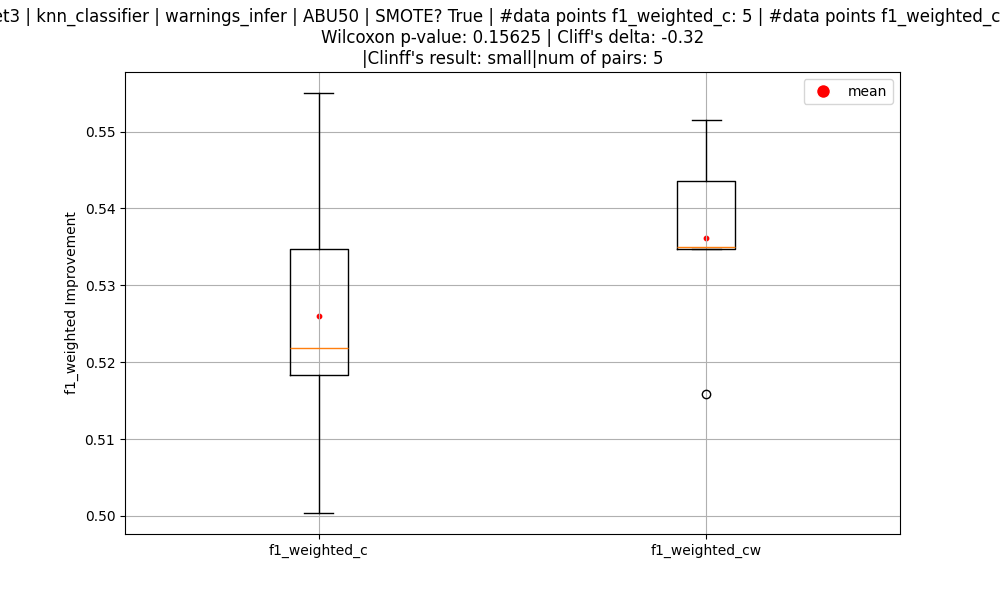 et3 | knn_classifier | warnings_infer | ABU50 | SMOTE? True | #data points f1_weighted_c: 5 | #data points f1_weighted_c
Wilcoxon p-value: 0.15625 | Cliff's delta: -0.32
|Clinff's result: small|num of pairs: 5
mean
0.55
0.54
0.53
0.52
0.51
0.50
f1_weighted Improvement
f1_weighted_c
f1_weighted_cw